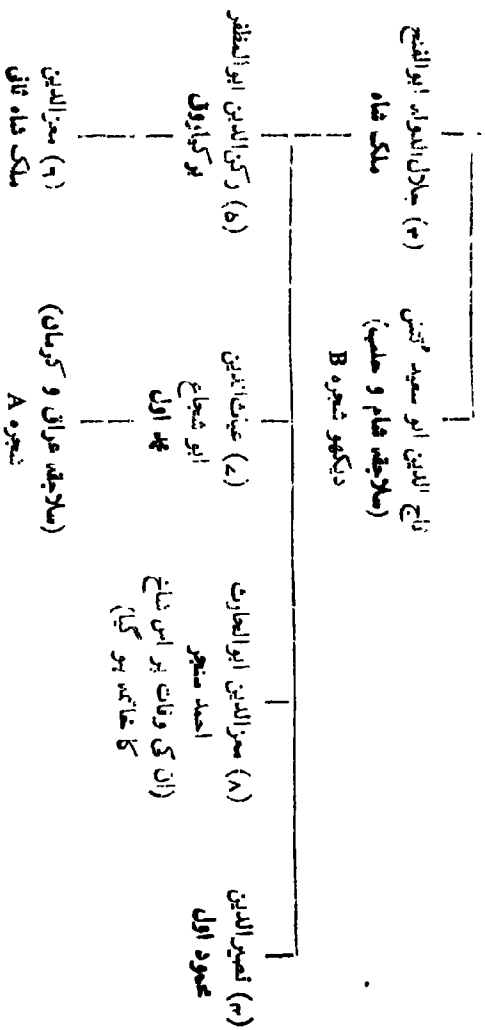 تاج الدین ابو سعید تتش
(سلاجقہ شام و حلب)
دیکھو شجرہ B
(۳) جلال الدولہ ابوالفتح
ملک شاہ
(۴) نصیرالدین
محمود اول
(۸) معزالدین ابوالحارث
احمد سنجر
(ان کی وفات پر اس شاخ
کا خاتمہ ہو گیا)
(۷) غیاث الدین
ابو شجاع
محمد اول
(۵) رکن الدین ابوالمظفر
برکیاروق
(سلاجقہ عراق و کرمان)
شجرہ A
(۶) معزالدین
ملک شاہ ثانی